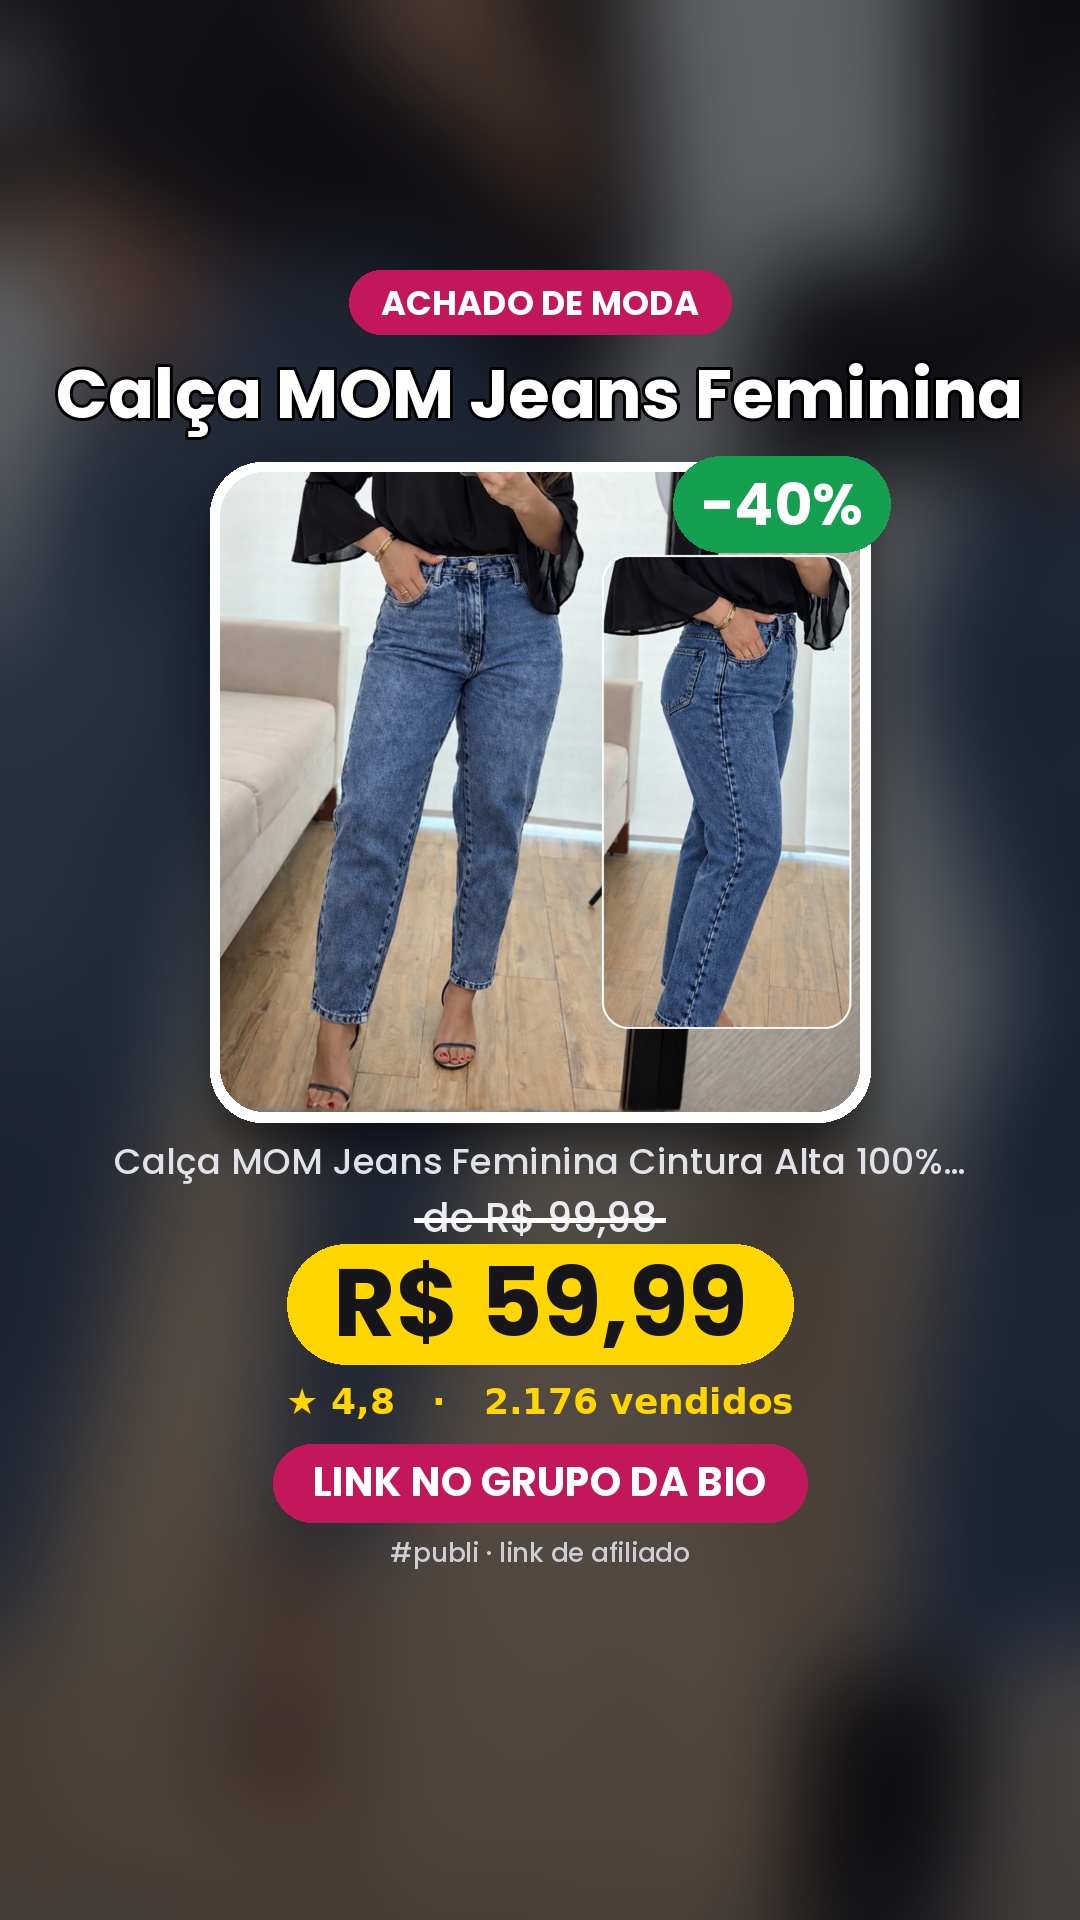 ACHADO DE MODA
Calça MOM Jeans Feminina
-40%
Calça MOM Jeans Feminina Cintura Alta 100%...
de R$ 99,98
R$ 59,99
★ 4,8 · 2.176 vendidos
LINK NO GRUPO DA BIO
#publi · link de afiliado